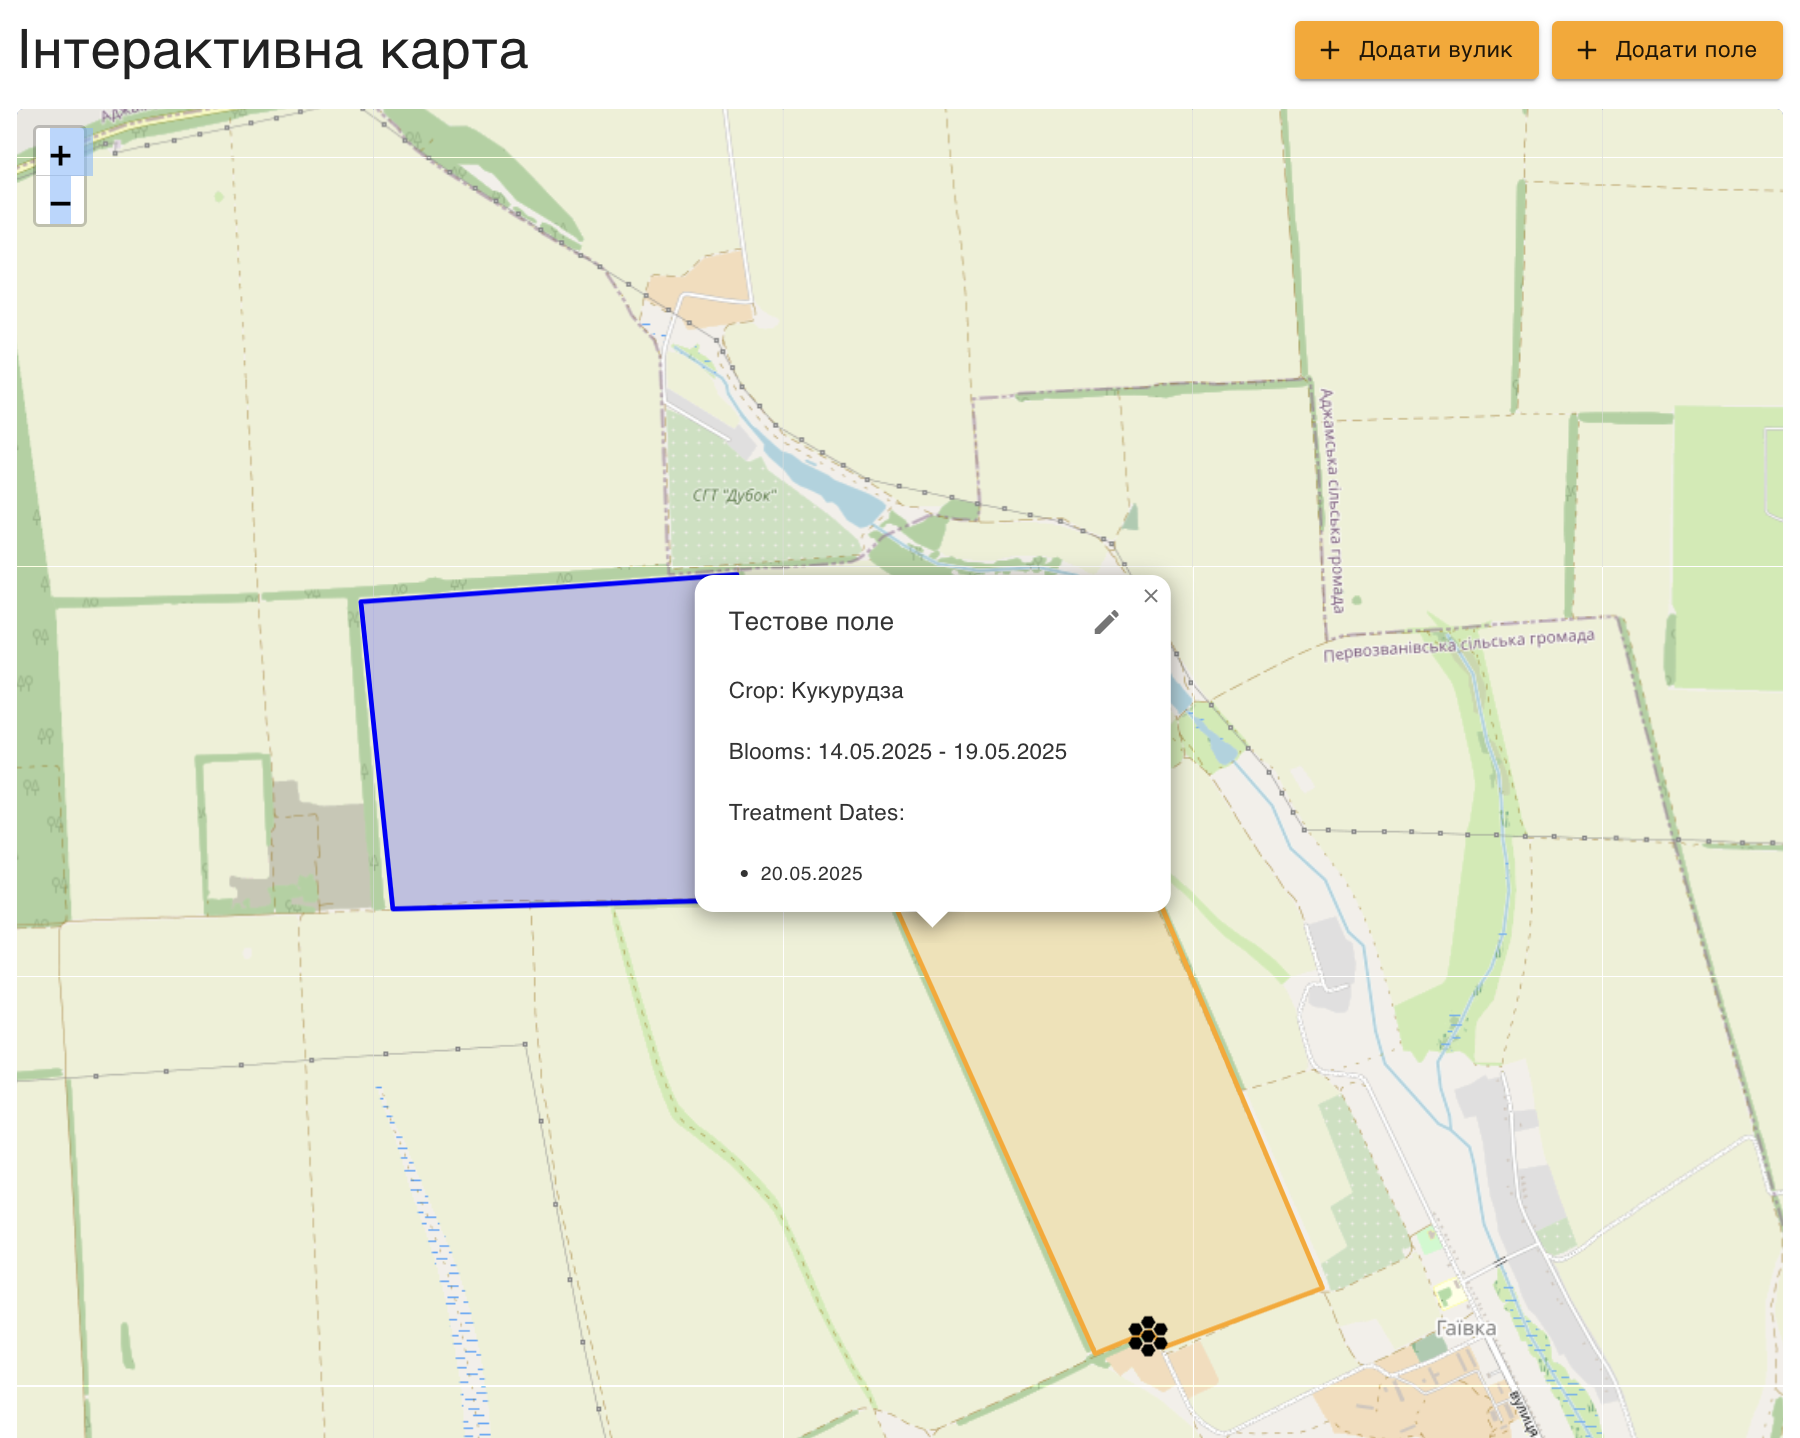 Інтерактивна карта
+ Додати вулик
+ Додати поле
+
−
СГТ "Дубок"
Аджамська сільська громада
Первозванівська сільська громада
×
Тестове поле
Crop: Кукурудза
Blooms: 14.05.2025 - 19.05.2025
Treatment Dates:
• 20.05.2025
Гаївка
вулиця